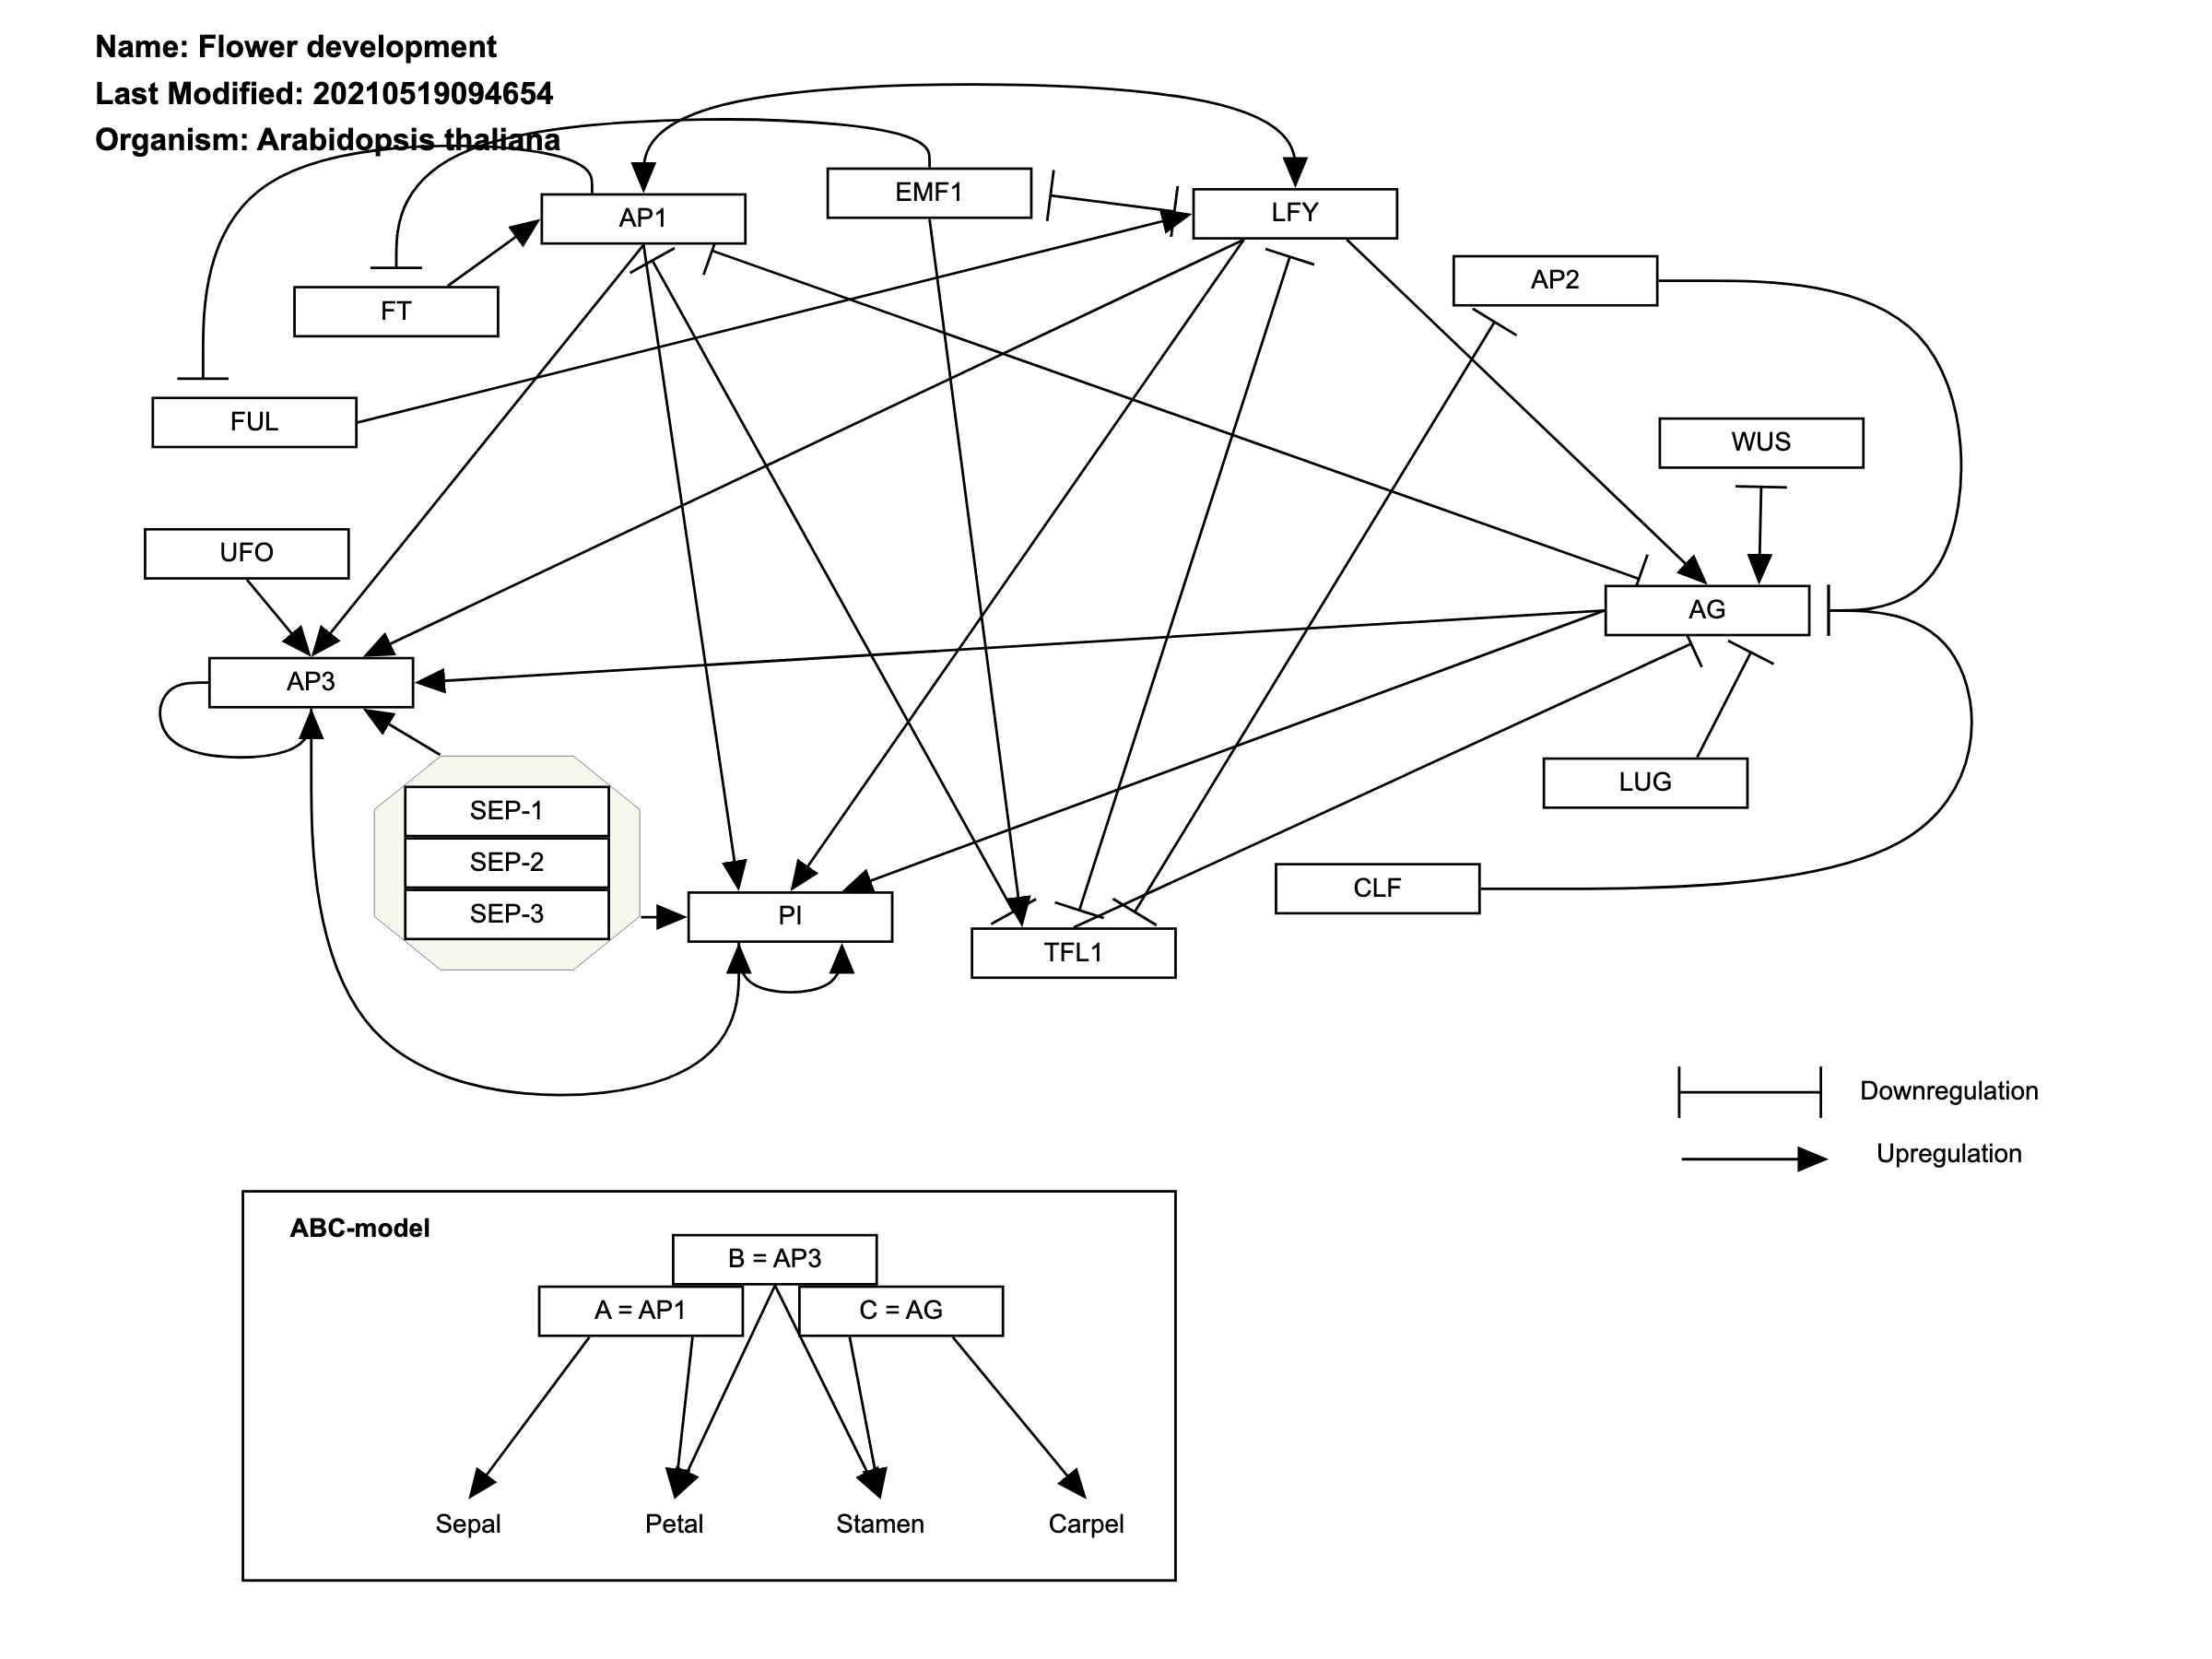 Name: Flower development
Last Modified: 20210519094654
Organism: Arabidopsis thaliana
EMF1
LFY
AP1
AP2
FT
FUL
WUS
UFO
AG
AP3
LUG
SEP-1
SEP-2
SEP-3
CLF
PI
TFL1
Downregulation
Upregulation
ABC-model
B = AP3
A = AP1
C = AG
Sepal
Petal
Stamen
Carpel